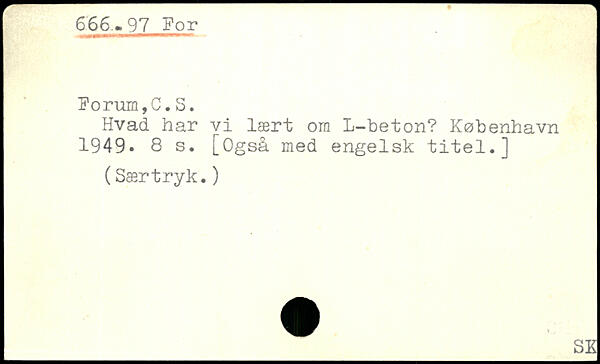 666.97 For
Forum,C.S.
Hvad har vi lært om L-beton? København
1949. 8 s. [Også med engelsk titel.]
(Særtryk.)
SK